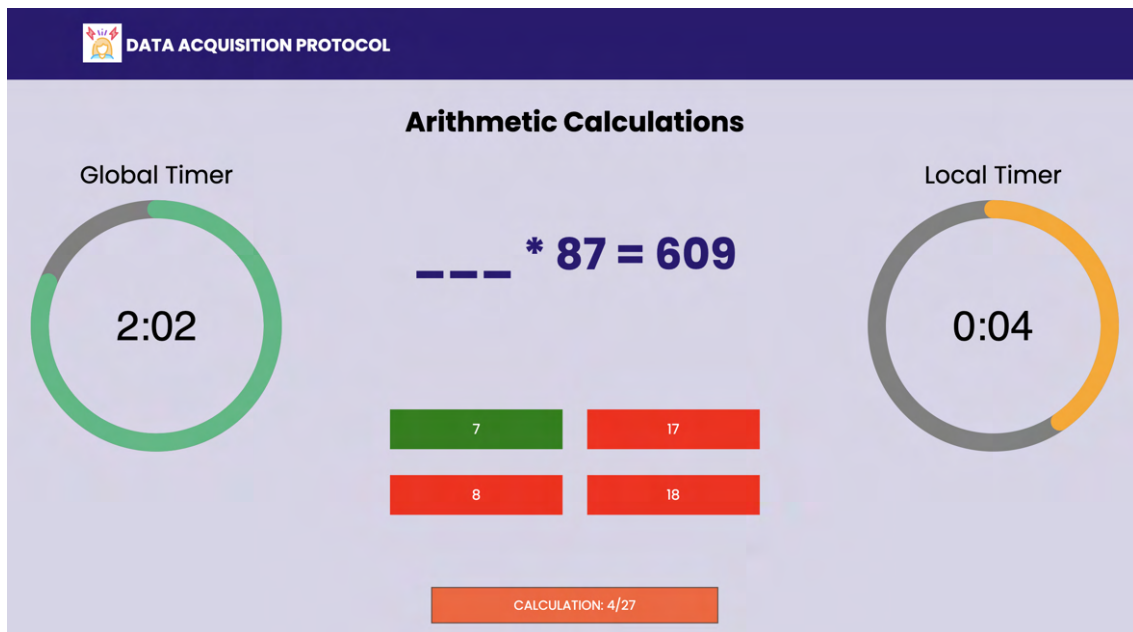 DATA ACQUISITION PROTOCOL
Arithmetic Calculations
Global Timer
Local Timer
___ * 87 = 609
2:02
0:04
7
17
8
18
CALCULATION: 4/27